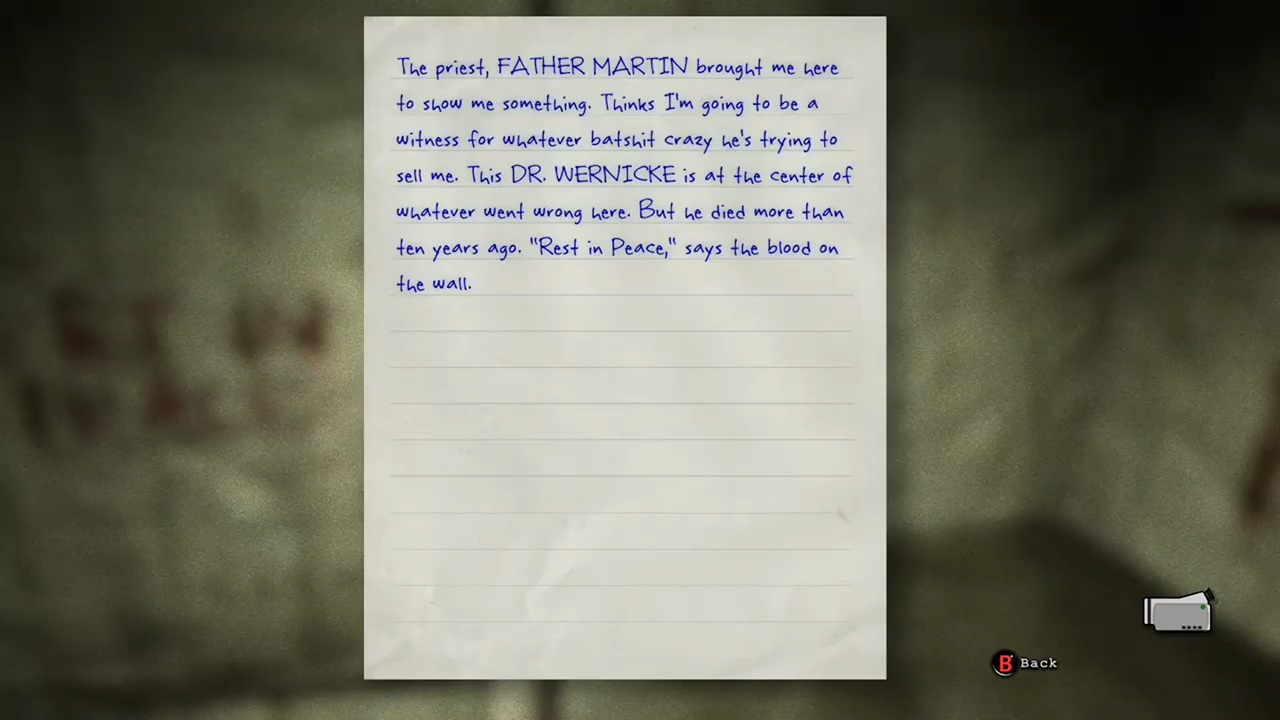 The priest, FATHER MARTIN brought me here
to show me something. Thinks I'm going to be a
witness for whatever batshit crazy he's trying to
sell me. This DR. WERNICKE is at the center of
whatever went wrong here. But he died more than
ten years ago. "Rest in Peace," says the blood on
the wall.
B Back